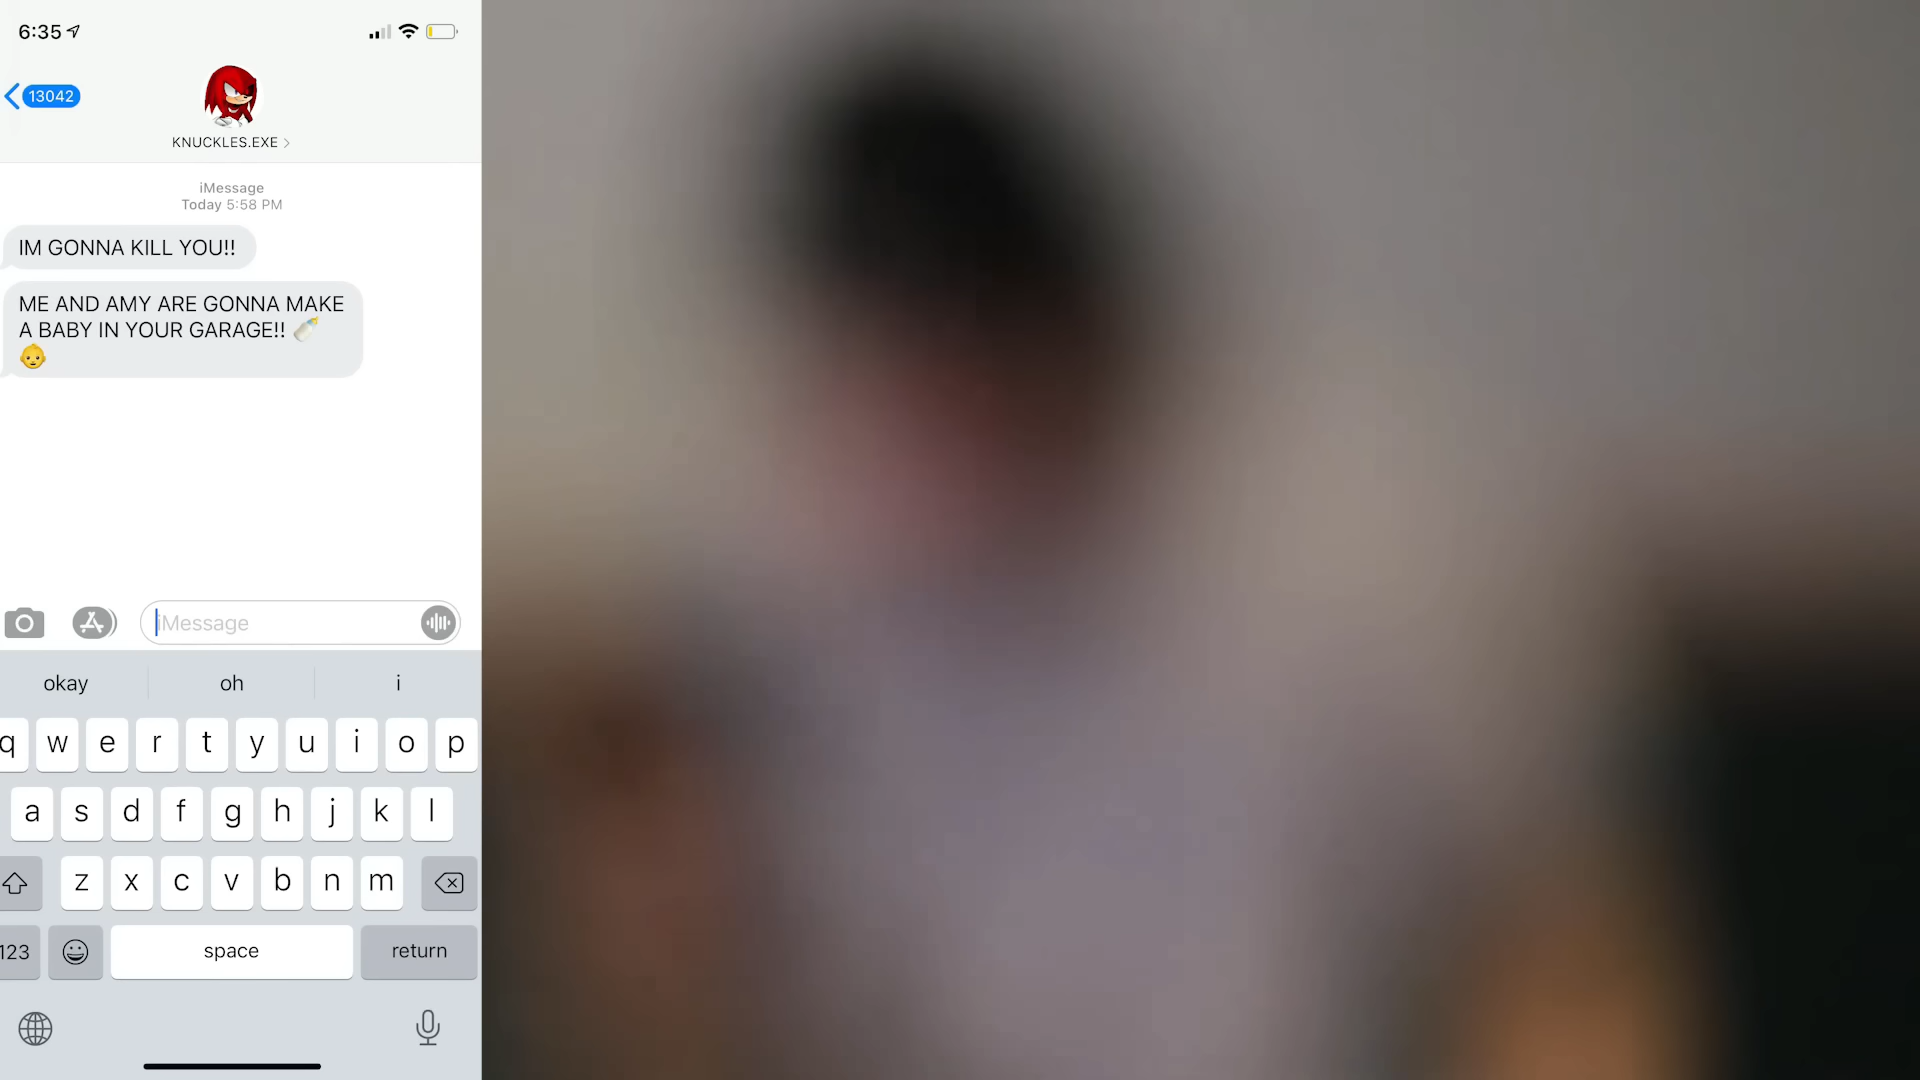 6:35
13042
KNUCKLES.EXE
iMessage
Today 5:58 PM
IM GONNA KILL YOU!!
ME AND AMY ARE GONNA MAKE
A BABY IN YOUR GARAGE!! 🍼
👶
iMessage
okay oh i
q w e r t y u i o p
a s d f g h j k l
z x c v b n m
123 space return